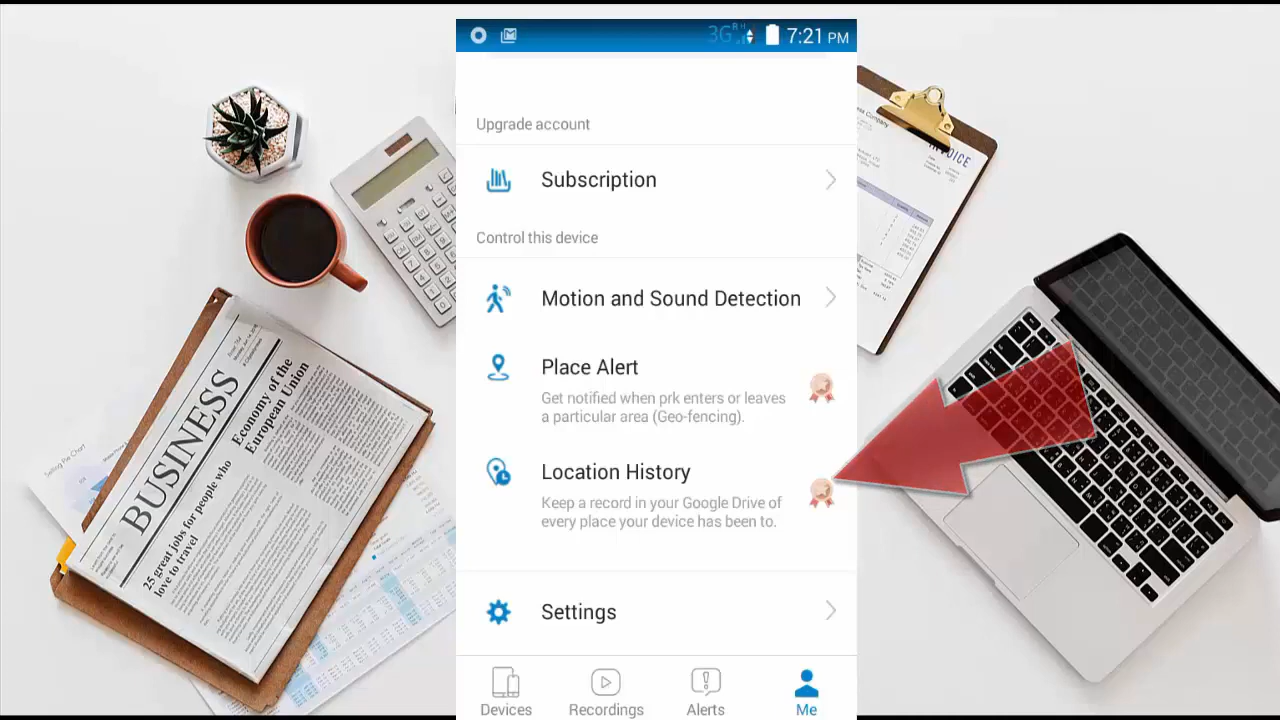 3G
R
H
7:21 PM
Upgrade account
Subscription
Control this device
Motion and Sound Detection
Place Alert
Get notified when prk enters or leaves
a particular area (Geo-fencing).
Location History
Keep a record in your Google Drive of
every place your device has been to.
Settings
Devices
Recordings
Alerts
Me
BUSINESS
Economy of the
European Union
25 great jobs for people who
love to travel
INVOICE